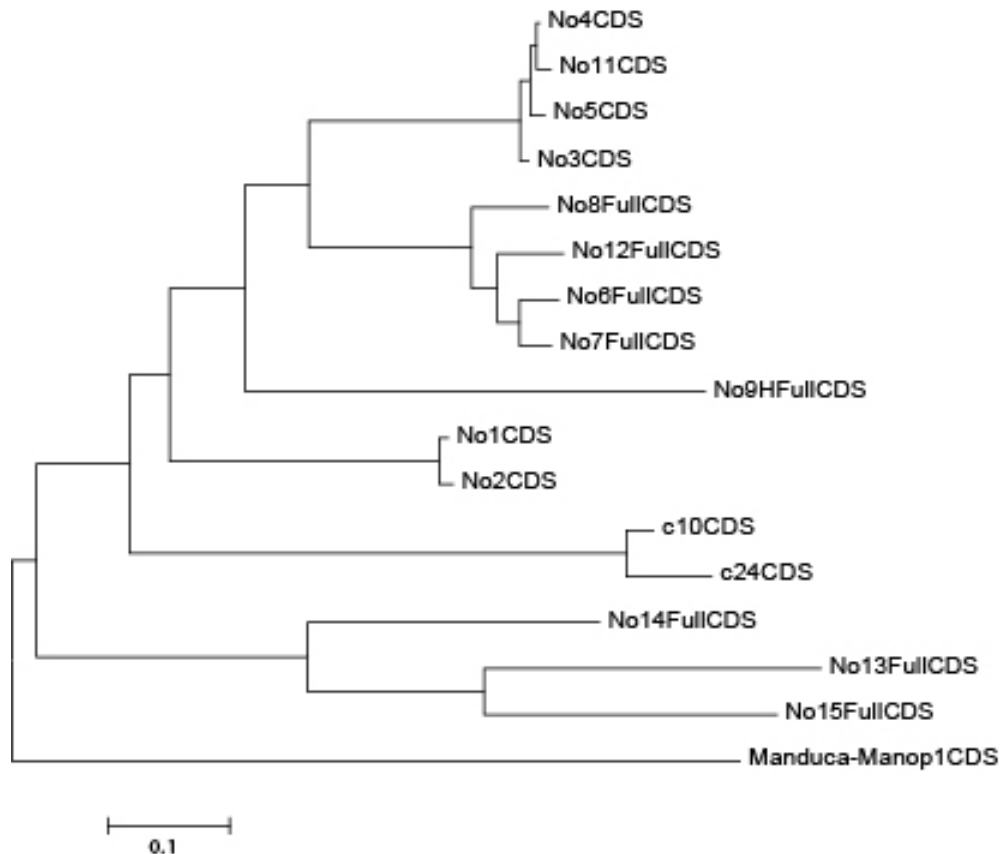 No4CDS
No11CDS
No5CDS
No3CDS
No8FullCDS
No12FullCDS
No6FullCDS
No7FullCDS
No9HFullCDS
No1CDS
No2CDS
c10CDS
c24CDS
No14FullCDS
No13FullCDS
No15FullCDS
Manduca-Manop1CDS
0.1